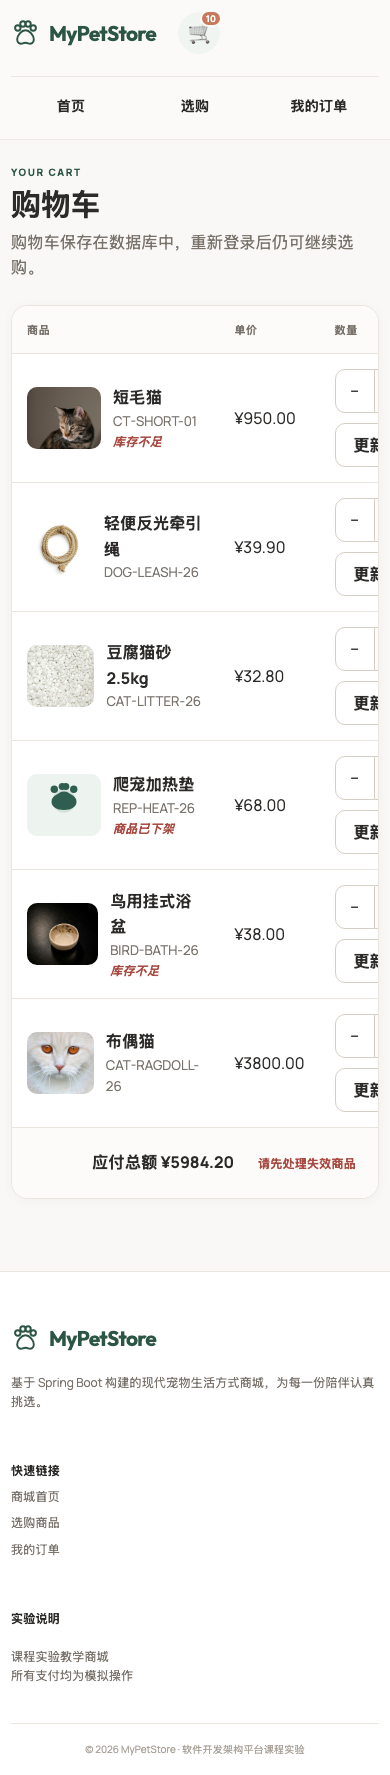 MyPetStore
10
首页 选购 我的订单
YOUR CART
购物车
购物车保存在数据库中，重新登录后仍可继续选
购。
商品 单价 数量
短毛猫
CT-SHORT-01
库存不足
¥950.00
−
更新
轻便反光牵引
绳
DOG-LEASH-26
¥39.90
−
更新
豆腐猫砂
2.5kg
CAT-LITTER-26
¥32.80
−
更新
爬宠加热垫
REP-HEAT-26
商品已下架
¥68.00
−
更新
鸟用挂式浴
盆
BIRD-BATH-26
库存不足
¥38.00
−
更新
布偶猫
CAT-RAGDOLL-
26
¥3800.00
−
更新
应付总额 ¥5984.20 请先处理失效商品
MyPetStore
基于 Spring Boot 构建的现代宠物生活方式商城，为每一份陪伴认真
挑选。
快速链接
商城首页
选购商品
我的订单
实验说明
课程实验教学商城
所有支付均为模拟操作
© 2026 MyPetStore · 软件开发架构平台课程实验